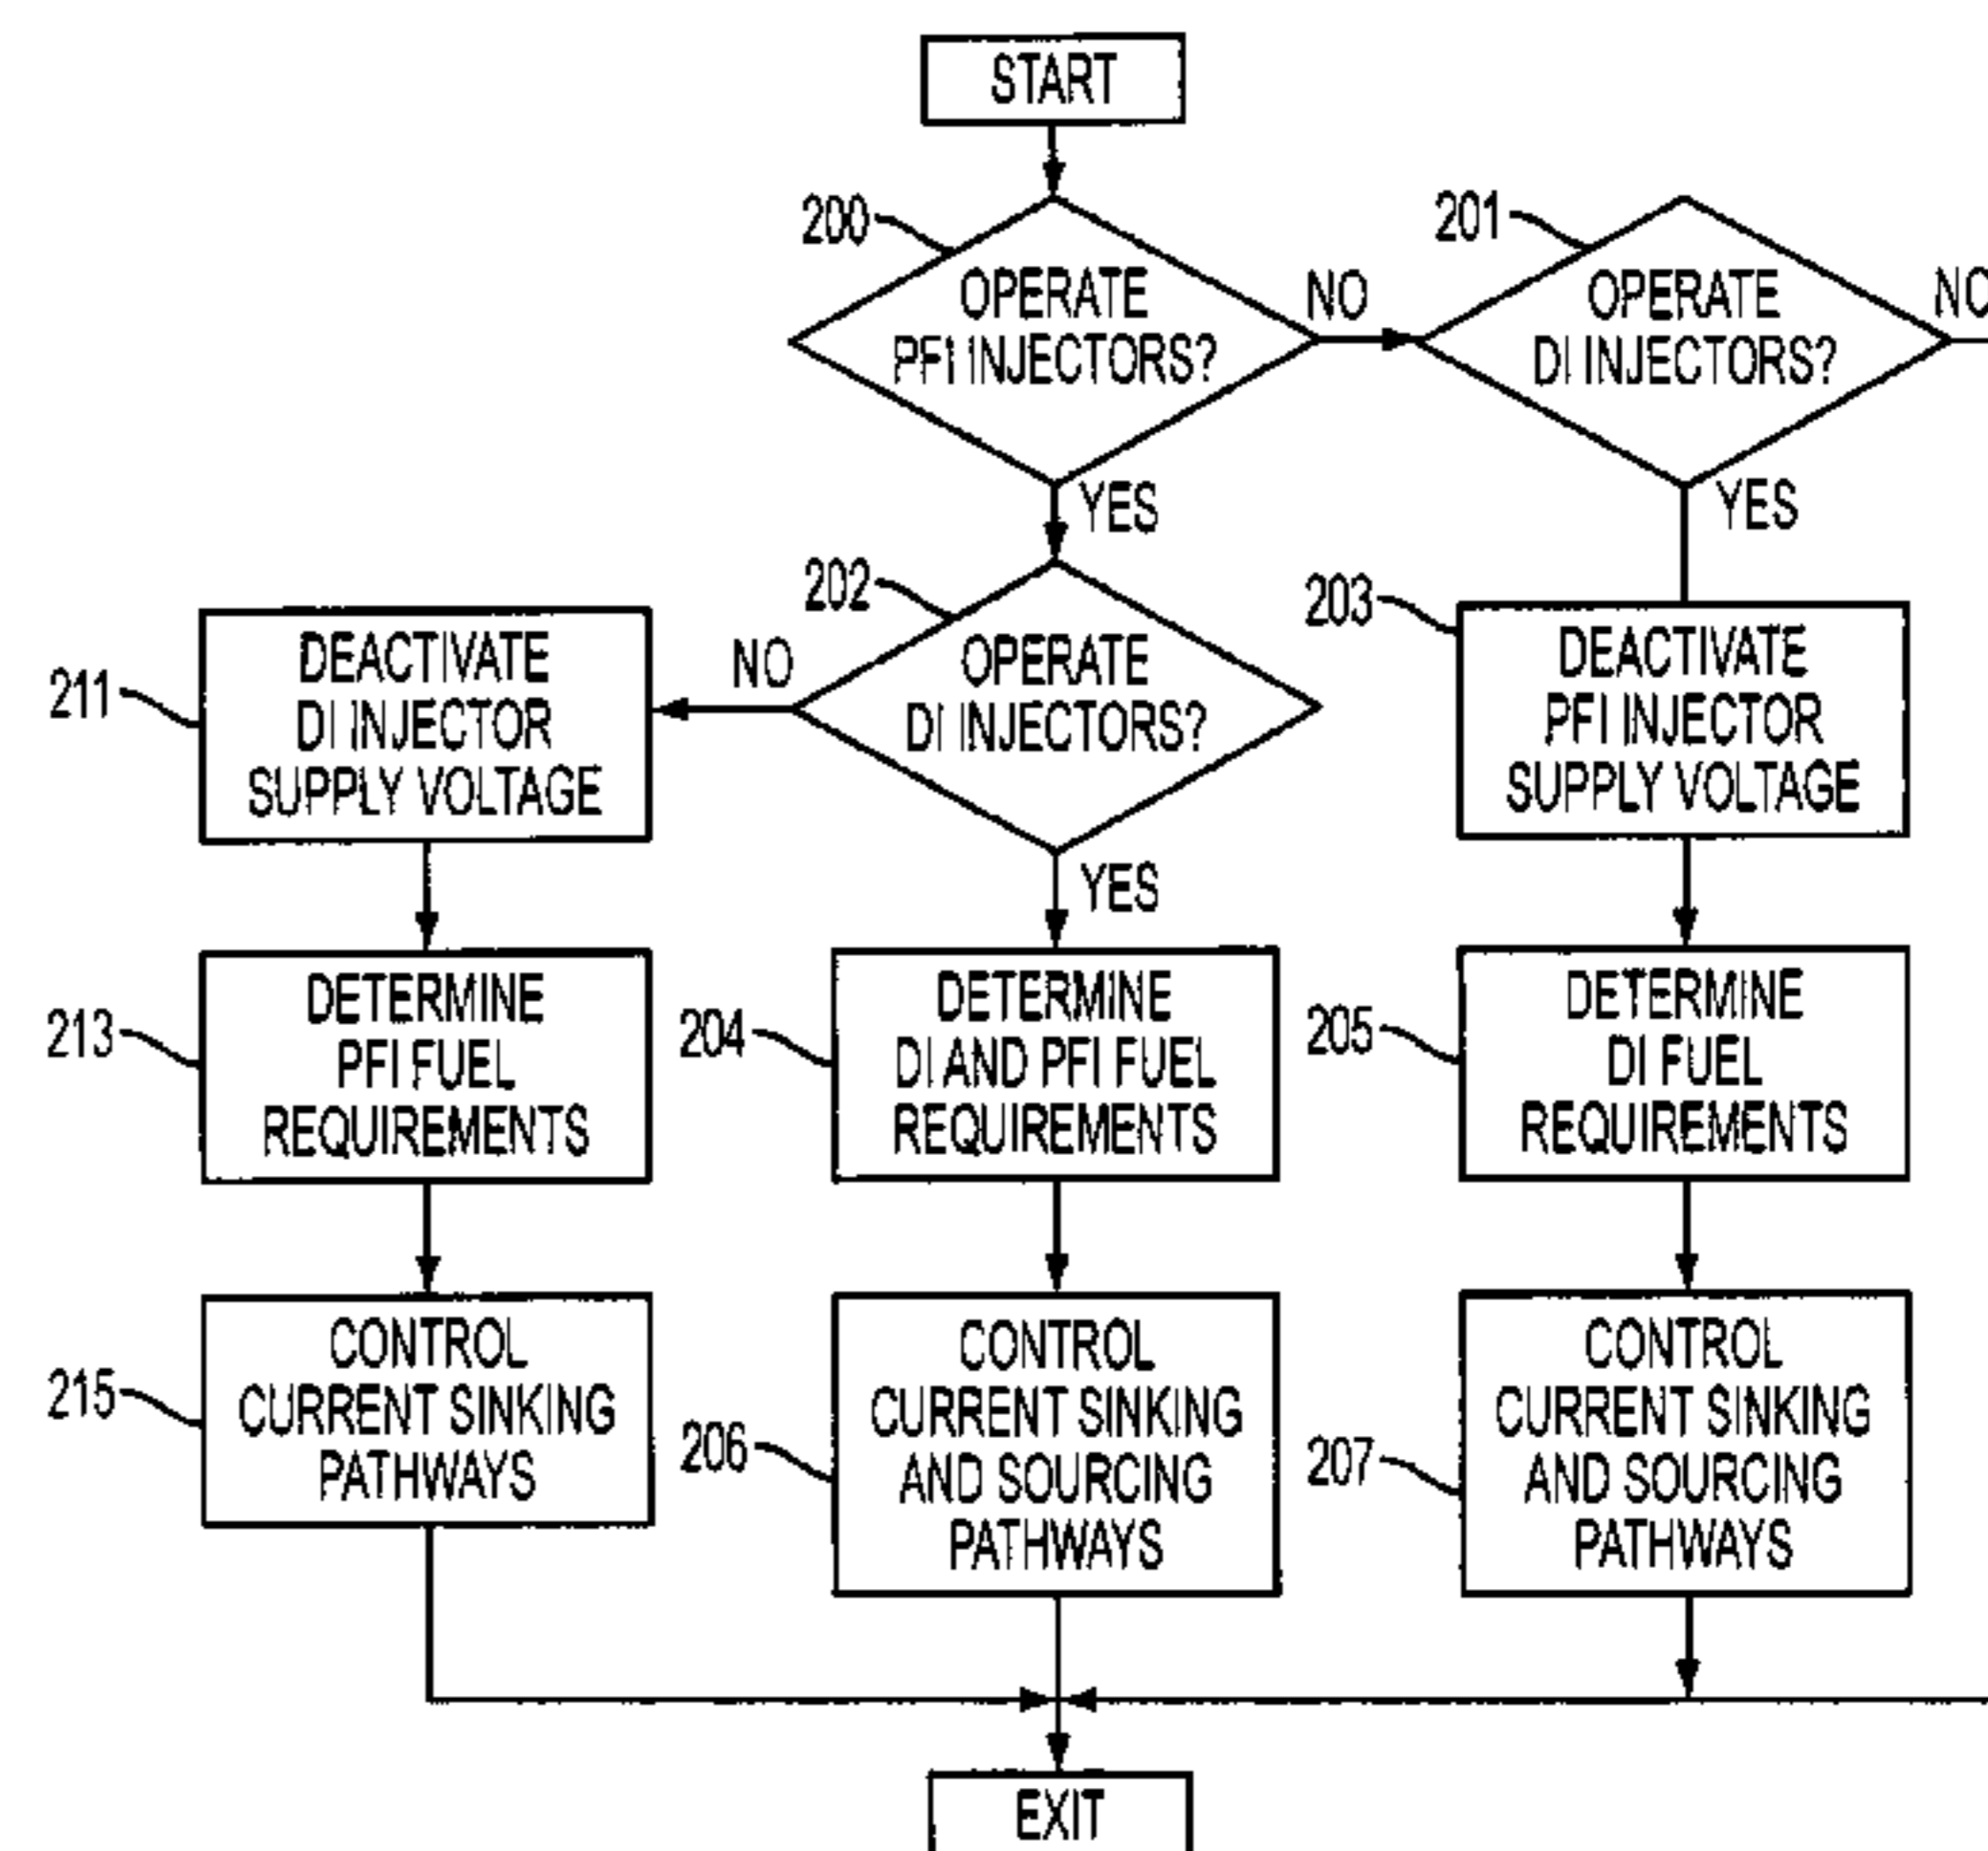 START
200
OPERATE
PFI INJECTORS?
NO
201
OPERATE
DI INJECTORS?
NO
YES
YES
202
OPERATE
DI INJECTORS?
NO
YES
211
DEACTIVATE
DI INJECTOR
SUPPLY VOLTAGE
203
DEACTIVATE
PFI INJECTOR
SUPPLY VOLTAGE
213
DETERMINE
PFI FUEL
REQUIREMENTS
204
DETERMINE
DI AND PFI FUEL
REQUIREMENTS
205
DETERMINE
DI FUEL
REQUIREMENTS
215
CONTROL
CURRENT SINKING
PATHWAYS
206
CONTROL
CURRENT SINKING
AND SOURCING
PATHWAYS
207
CONTROL
CURRENT SINKING
AND SOURCING
PATHWAYS
EXIT